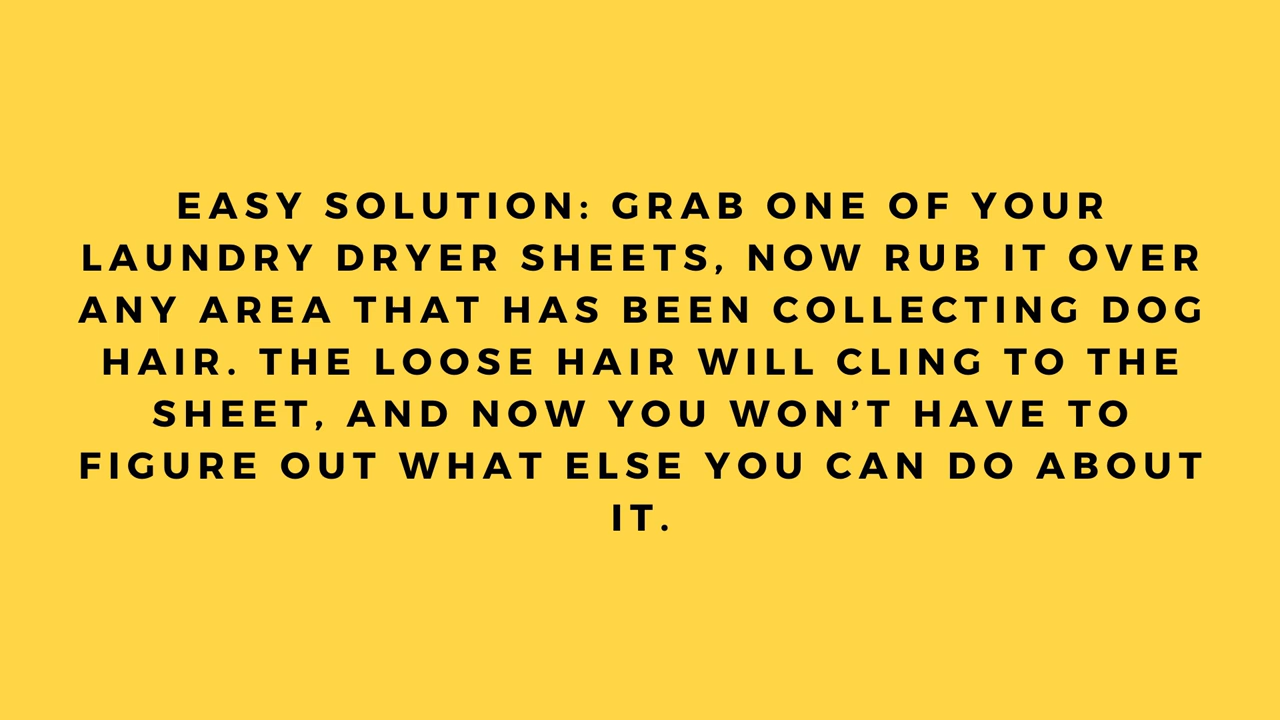 EASY SOLUTION: GRAB ONE OF YOUR
LAUNDRY DRYER SHEETS, NOW RUB IT OVER
ANY AREA THAT HAS BEEN COLLECTING DOG
HAIR. THE LOOSE HAIR WILL CLING TO THE
SHEET, AND NOW YOU WON’T HAVE TO
FIGURE OUT WHAT ELSE YOU CAN DO ABOUT
IT.